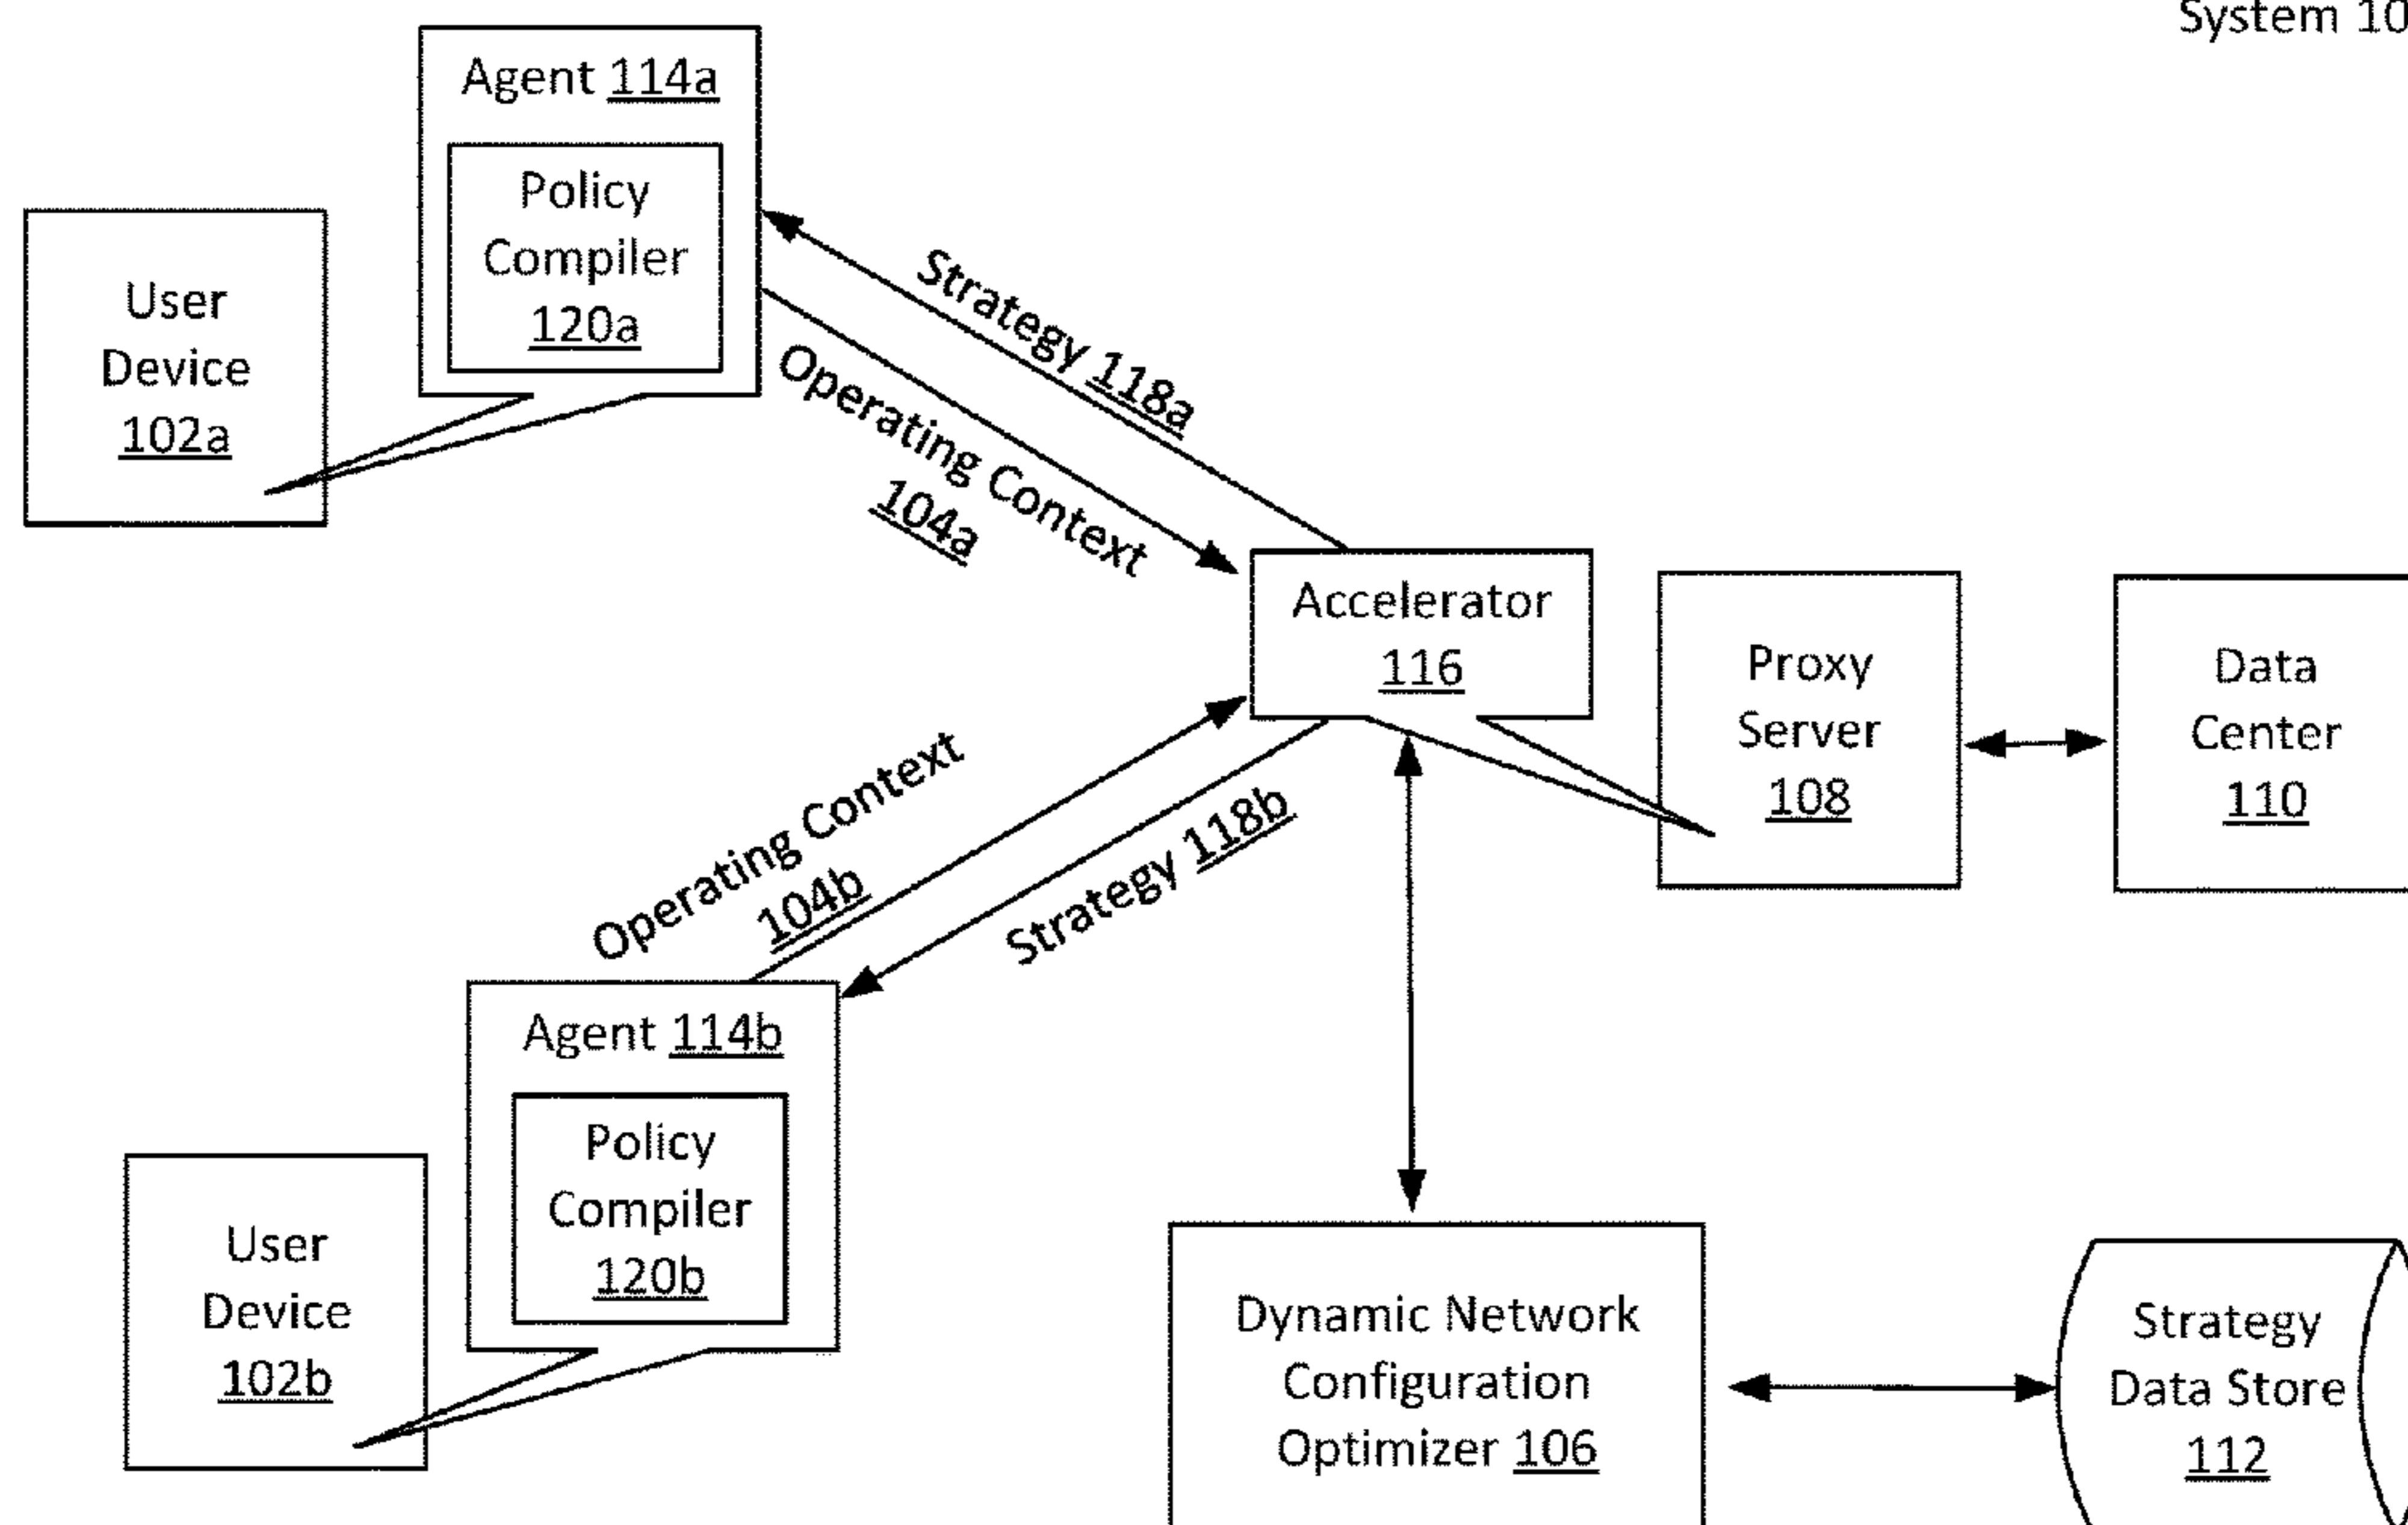 System 10
Agent 114a
Policy
Compiler
120a
User
Device
102a
Strategy 118a
Operating Context
104a
Accelerator
116
Proxy
Server
108
Data
Center
110
Operating Context
104b
Strategy 118b
Agent 114b
Policy
Compiler
120b
User
Device
102b
Dynamic Network
Configuration
Optimizer 106
Strategy
Data Store
112